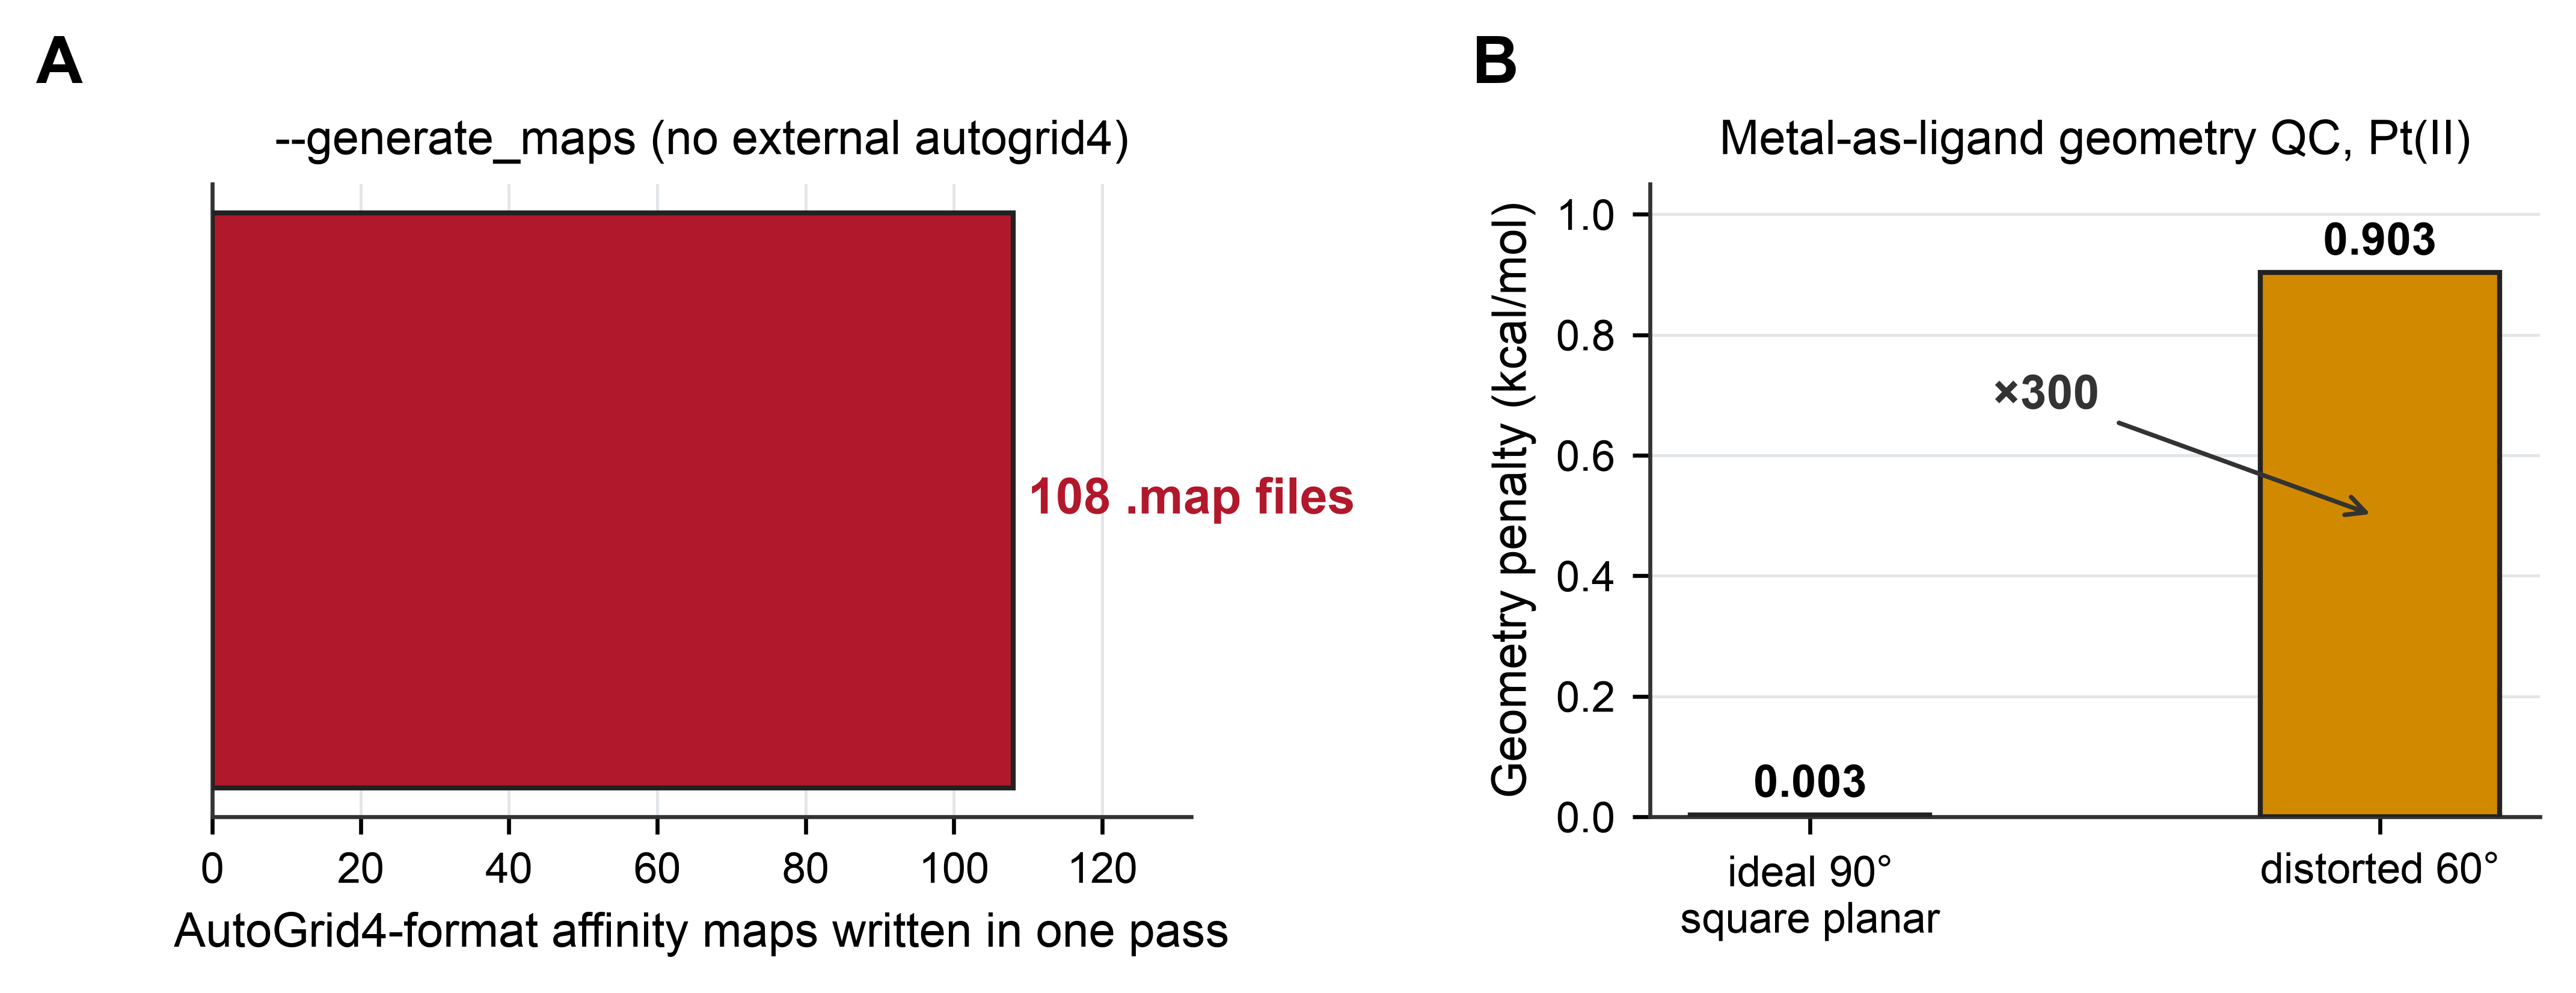 A
--generate_maps (no external autogrid4)
108 .map files
0 20 40 60 80 100 120
AutoGrid4-format affinity maps written in one pass
B
Metal-as-ligand geometry QC, Pt(II)
Geometry penalty (kcal/mol)
1.0
0.8
0.6
0.4
0.2
0.0
0.903
×300
0.003
ideal 90°
square planar
distorted 60°